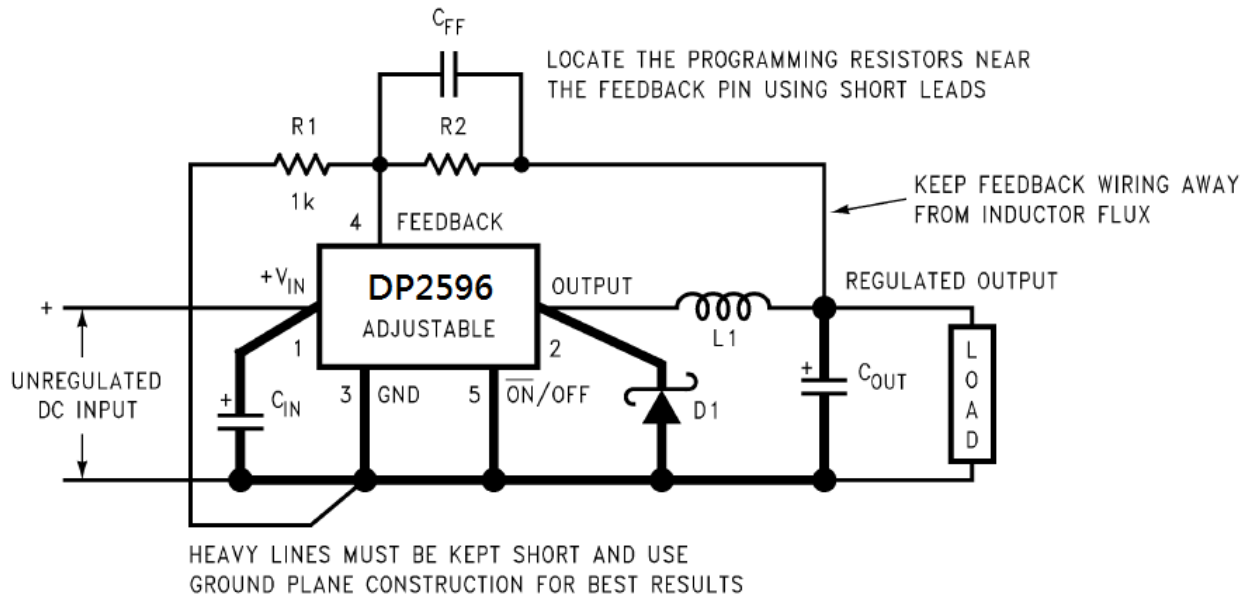 CFF
LOCATE THE PROGRAMMING RESISTORS NEAR
THE FEEDBACK PIN USING SHORT LEADS
R1
R2
1k
KEEP FEEDBACK WIRING AWAY
FROM INDUCTOR FLUX
4
FEEDBACK
+VIN
DP2596
ADJUSTABLE
OUTPUT
REGULATED OUTPUT
+
1
2
L1
UNREGULATED
DC INPUT
+
CIN
3
GND
5
ON/OFF
D1
+
COUT
LOAD
HEAVY LINES MUST BE KEPT SHORT AND USE
GROUND PLANE CONSTRUCTION FOR BEST RESULTS